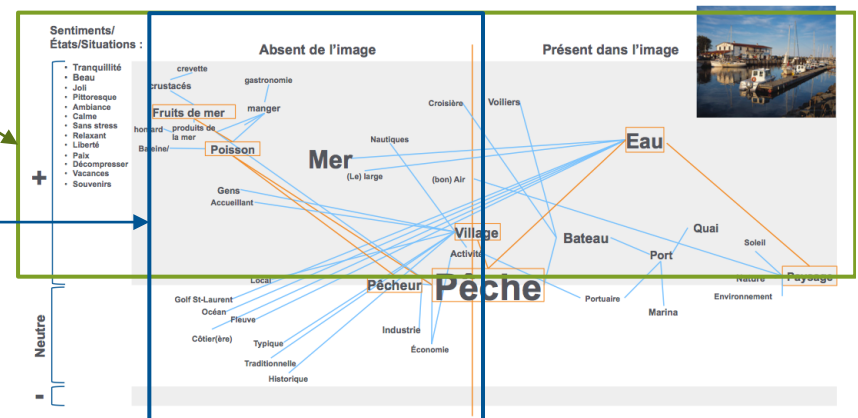 Sentiments/
États/Situations :
Absent de l'image
Présent dans l'image
• Tranquillité
• Beau
• Joli
• Pittoresque
• Ambiance
• Calme
• Sans stress
• Relaxant
• Liberté
• Paix
Décompresser
• Vacances
• Souvenirs
+
Neutre
-
crevette
crustacés
gastronomie
Fruits de mer
manger
homard
produits de
la mer
Baleine/
Poisson
Croisière
Voiliers
Nautiques
Mer
Eau
(Le) large
(bon) Air
Gens
Accueillant
Village
Activité
Bateau
Quai
Port
Soleil
Local
Pêcheur
Pêche
Nature
Paysage
Golf St-Laurent
Océan
Fleuve
Côtier(ère)
Portuaire
Environnement
Marina
Industrie
Typique
Économie
Traditionnelle
Historique